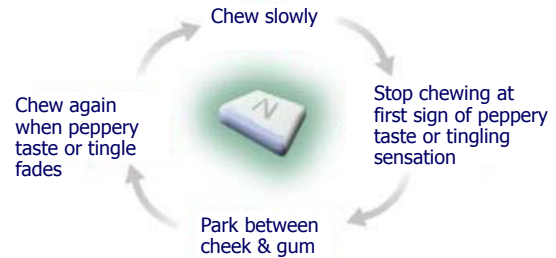 Chew slowly
Stop chewing at
first sign of peppery
taste or tingling
sensation
Park between
cheek & gum
Chew again
when peppery
taste or tingle
fades
N